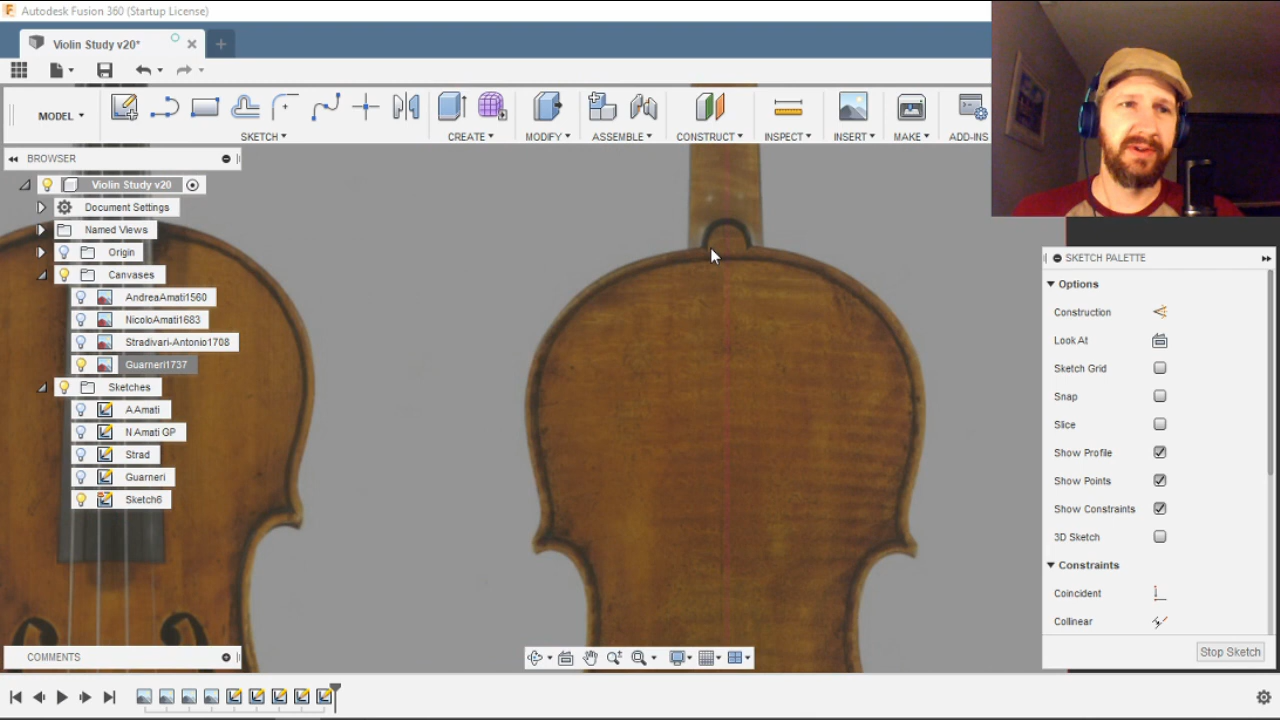 Autodesk Fusion 360 (Startup License)
Violin Study v20*
MODEL
SKETCH
CREATE
MODIFY
ASSEMBLE
CONSTRUCT
INSPECT
INSERT
MAKE
ADD-INS
BROWSER
Violin Study v20
Document Settings
Named Views
Origin
Canvases
AndreaAmati1560
NicoloAmati1683
Stradivari-Antonio1708
Guarneri1737
Sketches
A.Amati
N Amati GP
Strad
Guarneri
Sketch6
SKETCH PALETTE
Options
Construction
Look At
Sketch Grid
Snap
Slice
Show Profile
Show Points
Show Constraints
3D Sketch
Constraints
Coincident
Collinear
Stop Sketch
COMMENTS